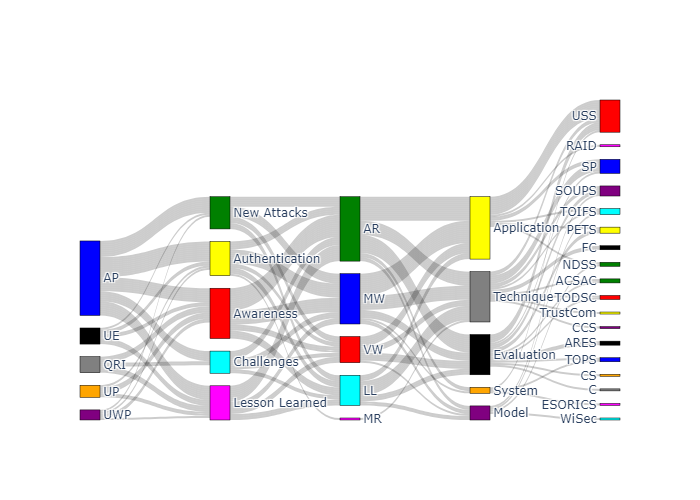 AP
UE
QRI
UP
UWP
New Attacks
Authentication
Awareness
Challenges
Lesson Learned
AR
MW
VW
LL
MR
Application
Technique
Evaluation
System
Model
USS
RAID
SP
SOUPS
TOIFS
PETS
FC
NDSS
ACSAC
TODSC
TrustCom
CCS
ARES
TOPS
CS
C
ESORICS
WiSec